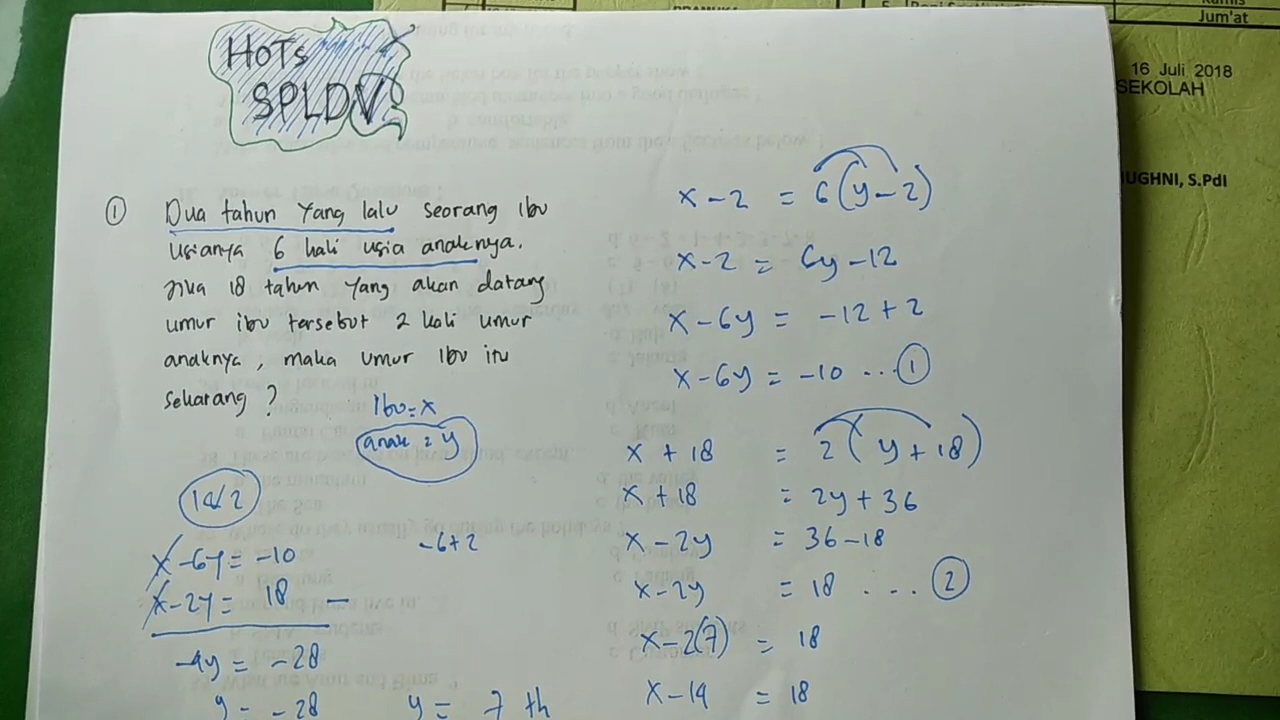 HOTs
SPLDV
Jum'at
16 Juli 2018
SEKOLAH
MUGHNI, S.PdI
① Dua tahun yang lalu seorang ibu
usianya 6 kali usia anaknya.
Jika 18 tahun yang akan datang
umur ibu tersebut 2 kali umur
anaknya, maka umur Ibu itu
sekarang?
Ibu = x
anak = y
1&2
x - 6y = -10
x - 2y = 18 -
-4y = -28
y = -28
y = 7 th
-6+2
x - 2 = 6(y - 2)
x - 2 = 6y - 12
x - 6y = -12 + 2
x - 6y = -10 ... ①
x + 18 = 2(y + 18)
x + 18 = 2y + 36
x - 2y = 36 - 18
x - 2y = 18 ... ②
x - 2(7) = 18
x - 14 = 18